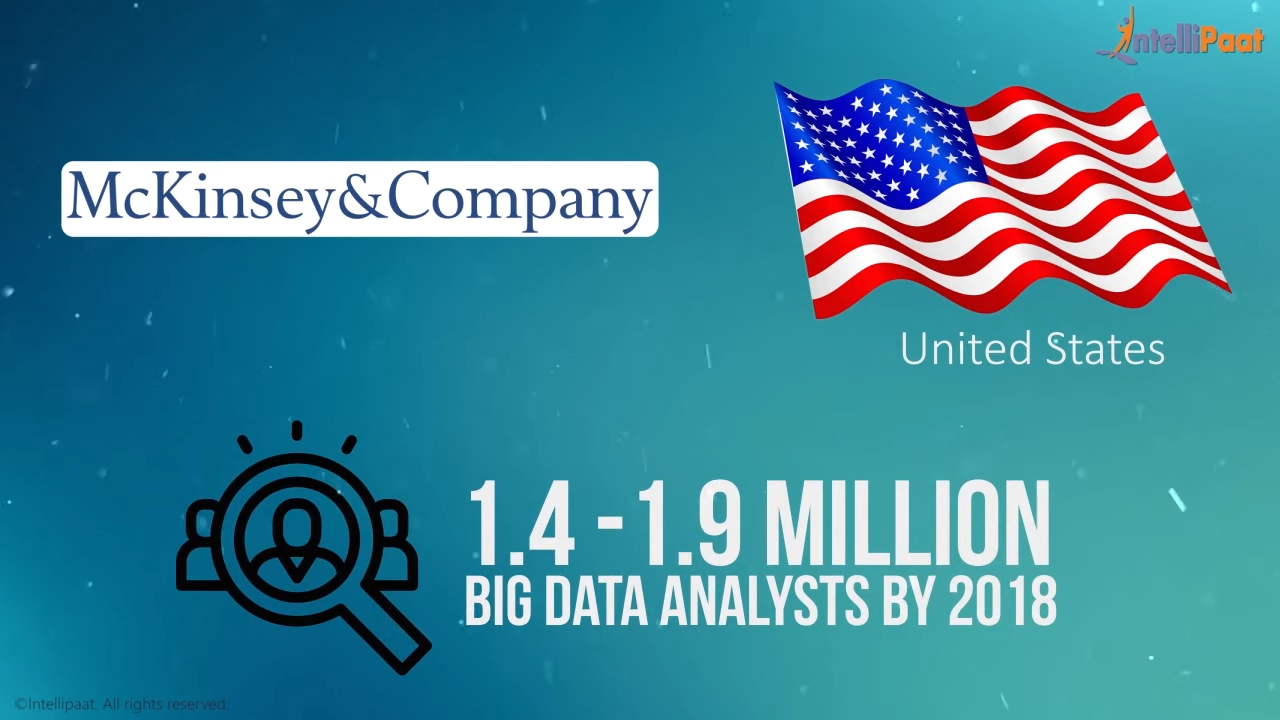 IntelliPaat
McKinsey&Company
United States
1.4 -1.9 MILLION
BIG DATA ANALYSTS BY 2018
©Intellipaat. All rights reserved.